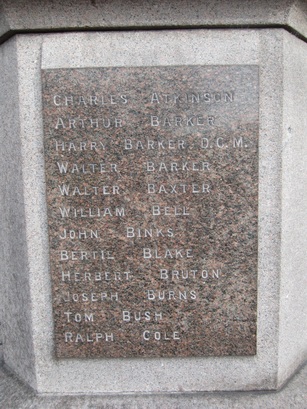 CHARLES ATKINSON
ARTHUR BARKER
HARRY BARKER. D.C.M.
WALTER BARKER
WALTER BAXTER
WILLIAM BELL
JOHN BINKS
BERTIL BLAKE
HERBERT BRUTON
JOSEPH BURNS
TOM BUSH
RALPH COLE